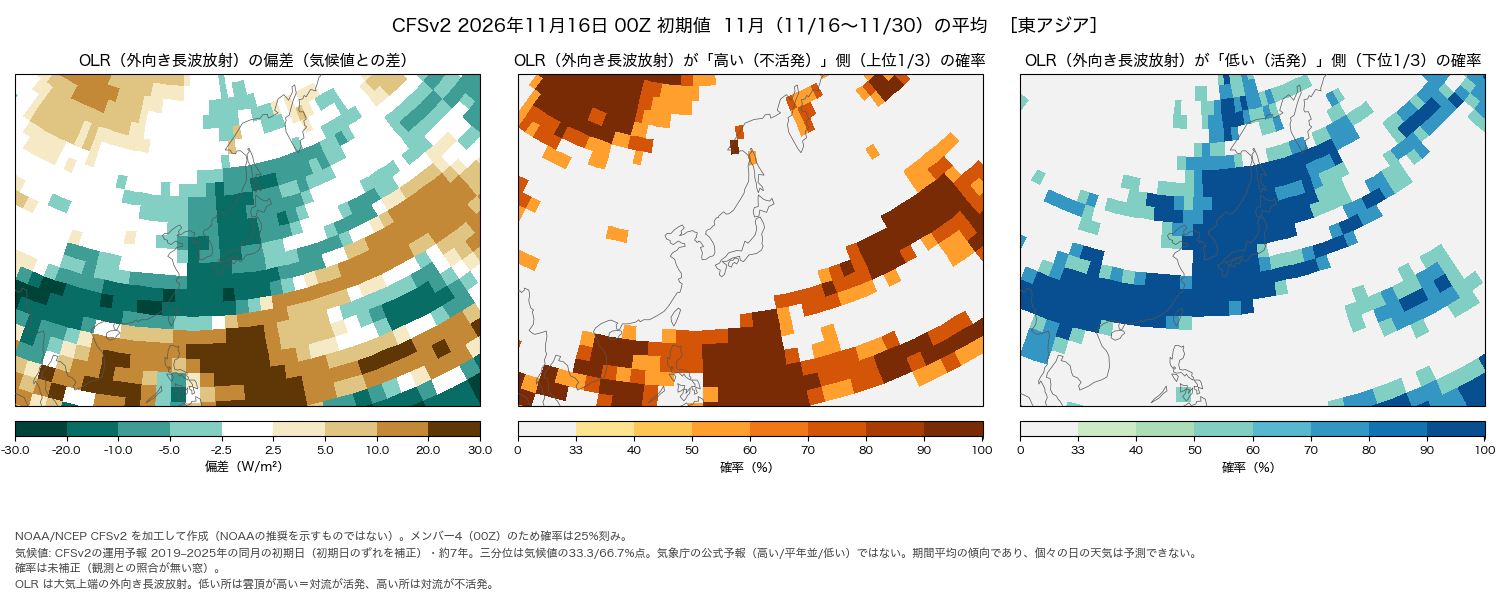 CFSv2 2026年11月16日 00Z 初期値 11月（11/16〜11/30）の平均 ［東アジア］
OLR（外向き長波放射）の偏差（気候値との差）
OLR（外向き長波放射）が「高い（不活発）」側（上位1/3）の確率
OLR（外向き長波放射）が「低い（活発）」側（下位1/3）の確率
-30.0 -20.0 -10.0 -5.0 -2.5 2.5 5.0 10.0 20.0 30.0
偏差（W/m²）
0 33 40 50 60 70 80 90 100
確率（%）
0 33 40 50 60 70 80 90 100
確率（%）
NOAA/NCEP CFSv2 を加工して作成（NOAAの推奨を示すものではない）。メンバー4（00Z）のため確率は25%刻み。
気候値: CFSv2の運用予報 2019–2025年の同月の初期日（初期日のずれを補正）・約7年。三分位は気候値の33.3/66.7%点。気象庁の公式予報（高い/平年並/低い）ではない。期間平均の傾向であり、個々の日の天気は予測できない。
確率は未補正（観測との照合が無い窓）。
OLR は大気上端の外向き長波放射。低い所は雲頂が高い＝対流が活発、高い所は対流が不活発。